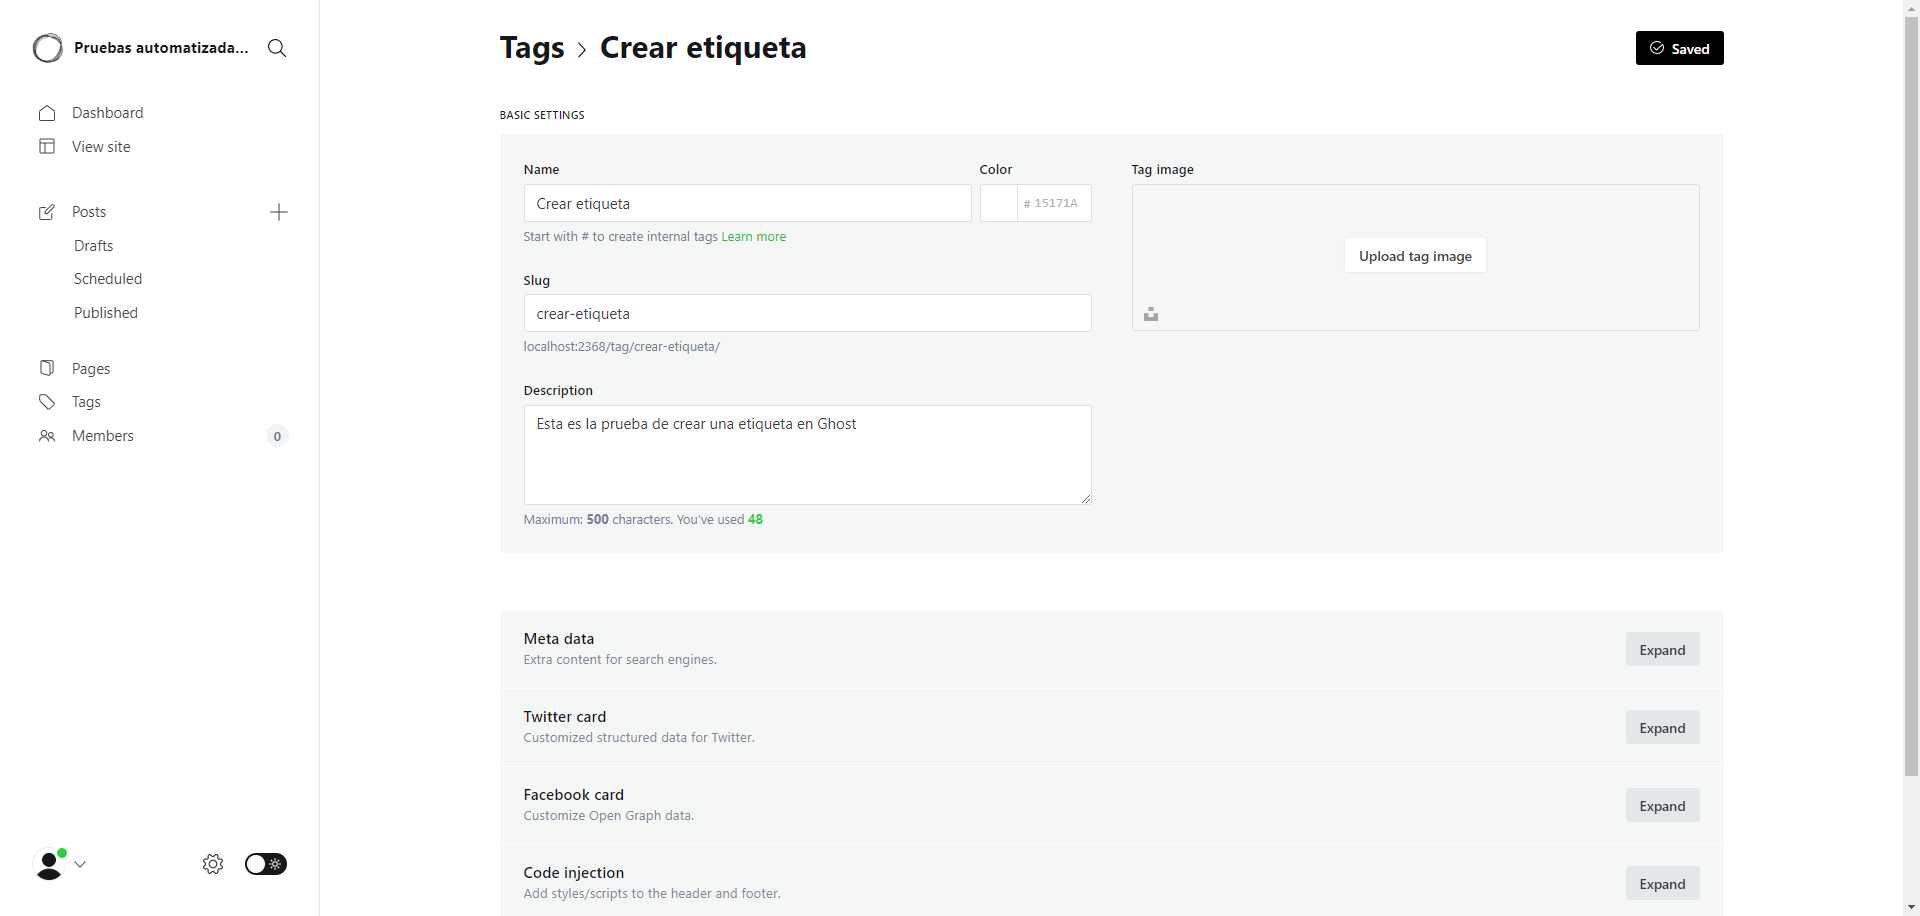 Pruebas automatizada...
Dashboard
View site
Posts
Drafts
Scheduled
Published
Pages
Tags
Members
0
Tags > Crear etiqueta
Saved
BASIC SETTINGS
Name
Color
Tag image
Crear etiqueta
# 15171A
Start with # to create internal tags Learn more
Upload tag image
Slug
crear-etiqueta
localhost:2368/tag/crear-etiqueta/
Description
Esta es la prueba de crear una etiqueta en Ghost
Maximum: 500 characters. You've used 48
Meta data
Extra content for search engines.
Expand
Twitter card
Customized structured data for Twitter.
Expand
Facebook card
Customize Open Graph data.
Expand
Code injection
Add styles/scripts to the header and footer.
Expand